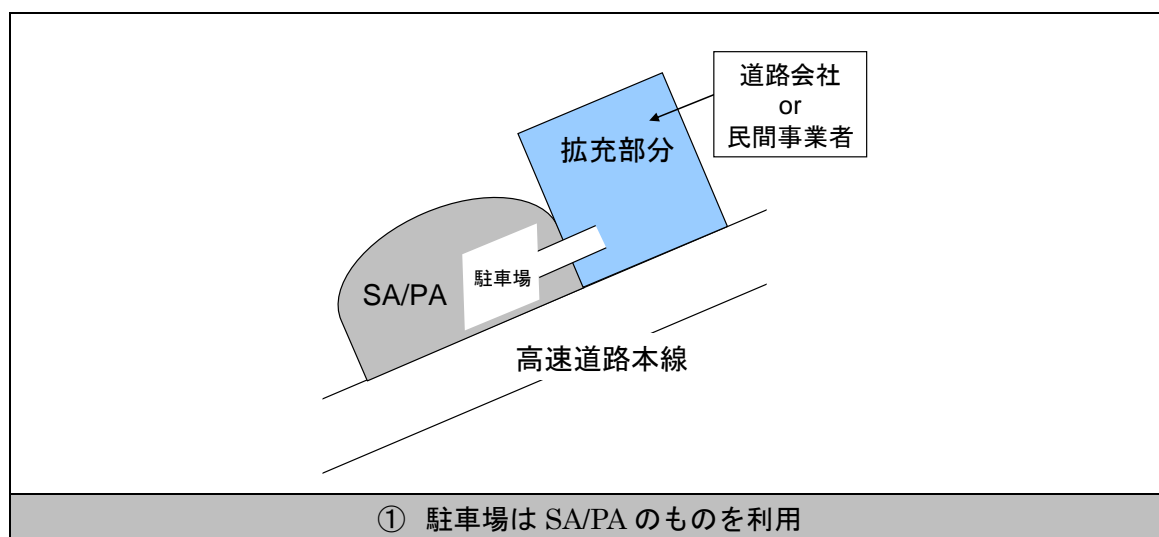 道路会社
or
民間事業者
拡充部分
駐車場
SA/PA
高速道路本線
① 駐車場は SA/PA のものを利用